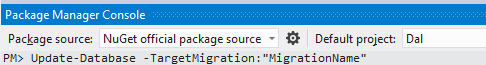 Package Manager Console
Package source: NuGet official package source Default project: Dal
PM> Update-Database -TargetMigration:"MigrationName"